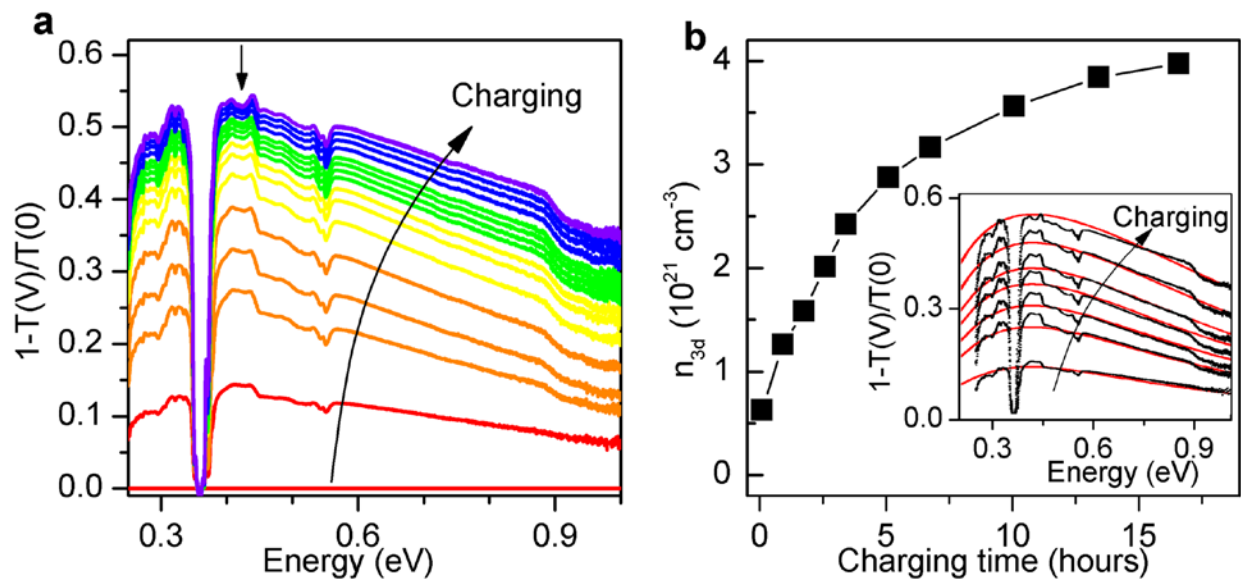 a
0.6
0.5
0.4
0.3
0.2
0.1
0.0
1-T(V)/T(0)
Charging
0.3
0.6
0.9
Energy (eV)
b
4
3
2
1
0
n3d (10^21 cm^-3)
0
5
10
15
Charging time (hours)
0.6
0.3
0.0
1-T(V)/T(0)
Charging
0.3
0.6
0.9
Energy (eV)